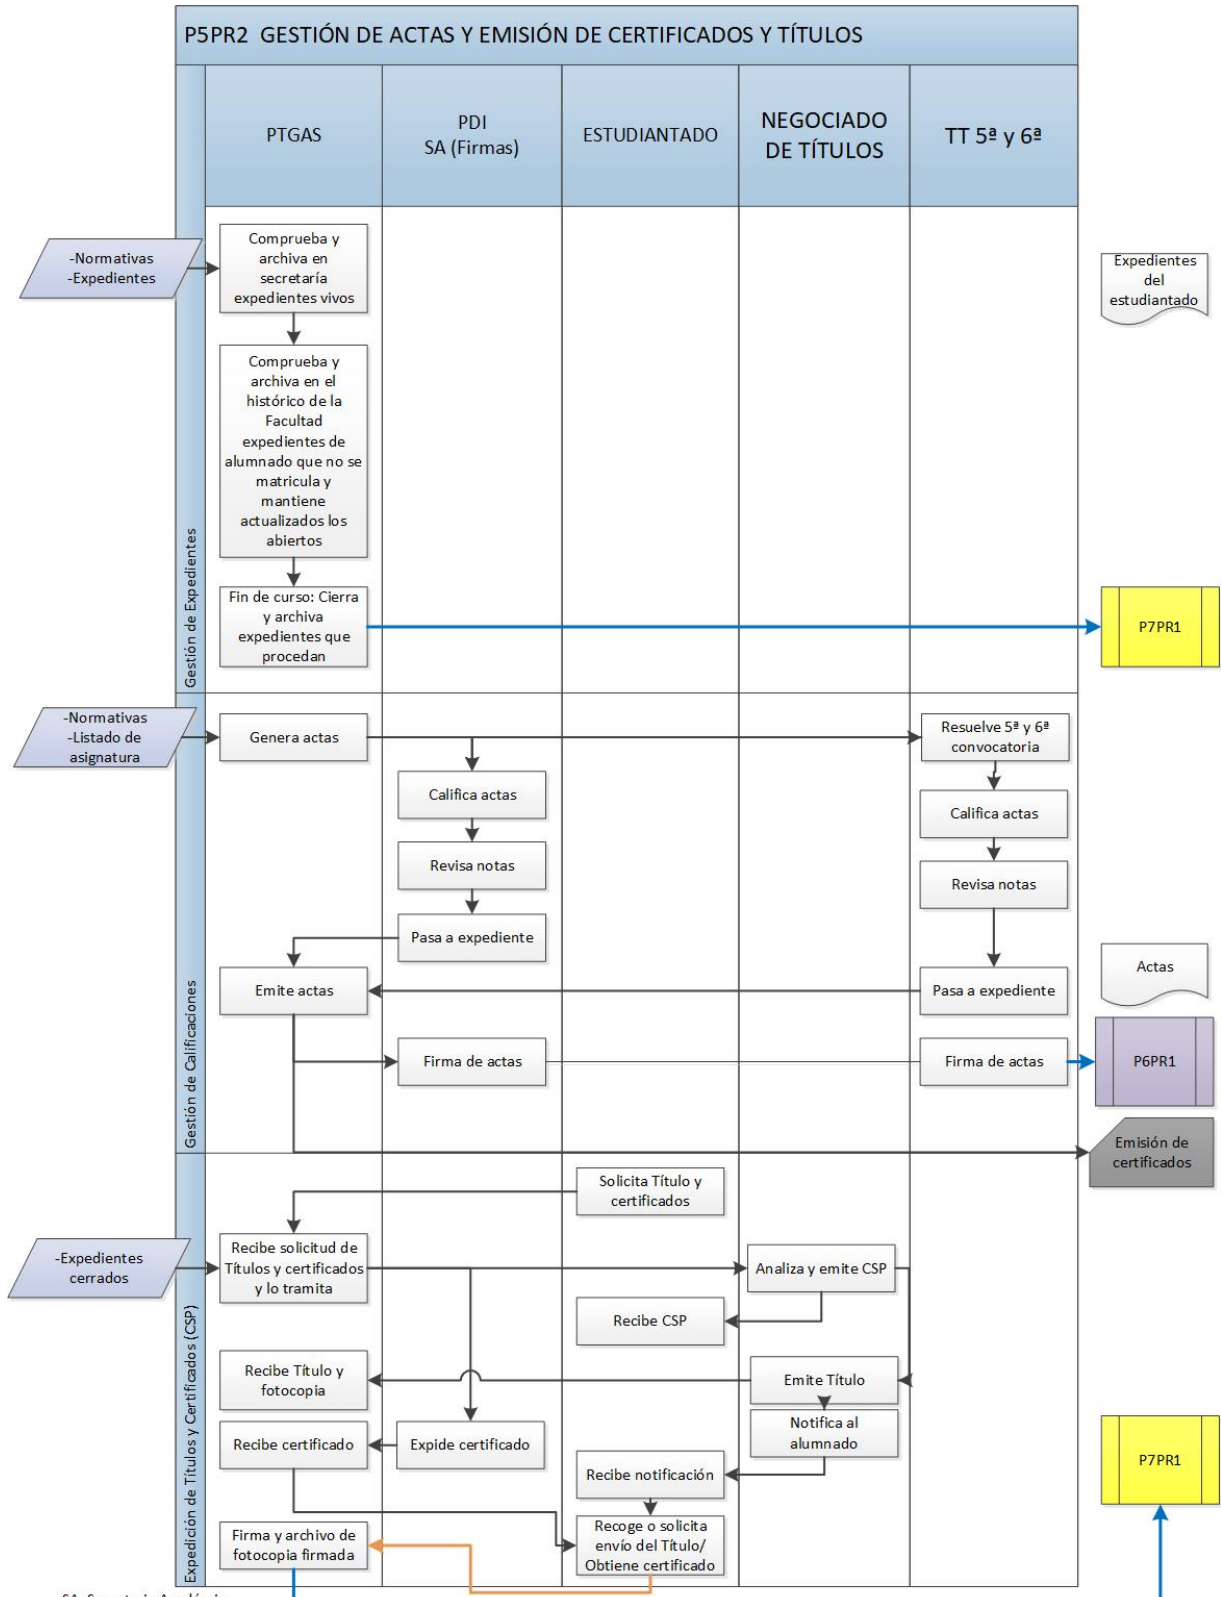 P5PR2 GESTIÓN DE ACTAS Y EMISIÓN DE CERTIFICADOS Y TÍTULOS
PTGAS
PDI
SA (Firmas)
ESTUDIANTADO
NEGOCIADO
DE TÍTULOS
TT 5ª y 6ª
Gestión de Expedientes
-Normativas
-Expedientes
Comprueba y
archiva en
secretaría
expedientes vivos
Expedientes
del
estudiantado
Comprueba y
archiva en el
histórico de la
Facultad
expedientes de
alumnado que no se
matricula y
mantiene
actualizados los
abiertos
Fin de curso: Cierra
y archiva
expedientes que
procedan
P7PR1
Gestión de Calificaciones
-Normativas
-Listado de
asignatura
Genera actas
Resuelve 5ª y 6ª
convocatoria
Califica actas
Califica actas
Revisa notas
Revisa notas
Pasa a expediente
Emite actas
Pasa a expediente
Actas
Firma de actas
Firma de actas
P6PR1
Emisión de
certificados
Expedición de Títulos y Certificados (CSP)
Solicita Título y
certificados
-Expedientes
cerrados
Recibe solicitud de
Títulos y certificados
y lo tramita
Analiza y emite CSP
Recibe CSP
Recibe Título y
fotocopia
Emite Título
Notifica al
alumnado
Recibe certificado
Expide certificado
Recibe notificación
P7PR1
Firma y archivo de
fotocopia firmada
Recoge o solicita
envío del Título/
Obtiene certificado